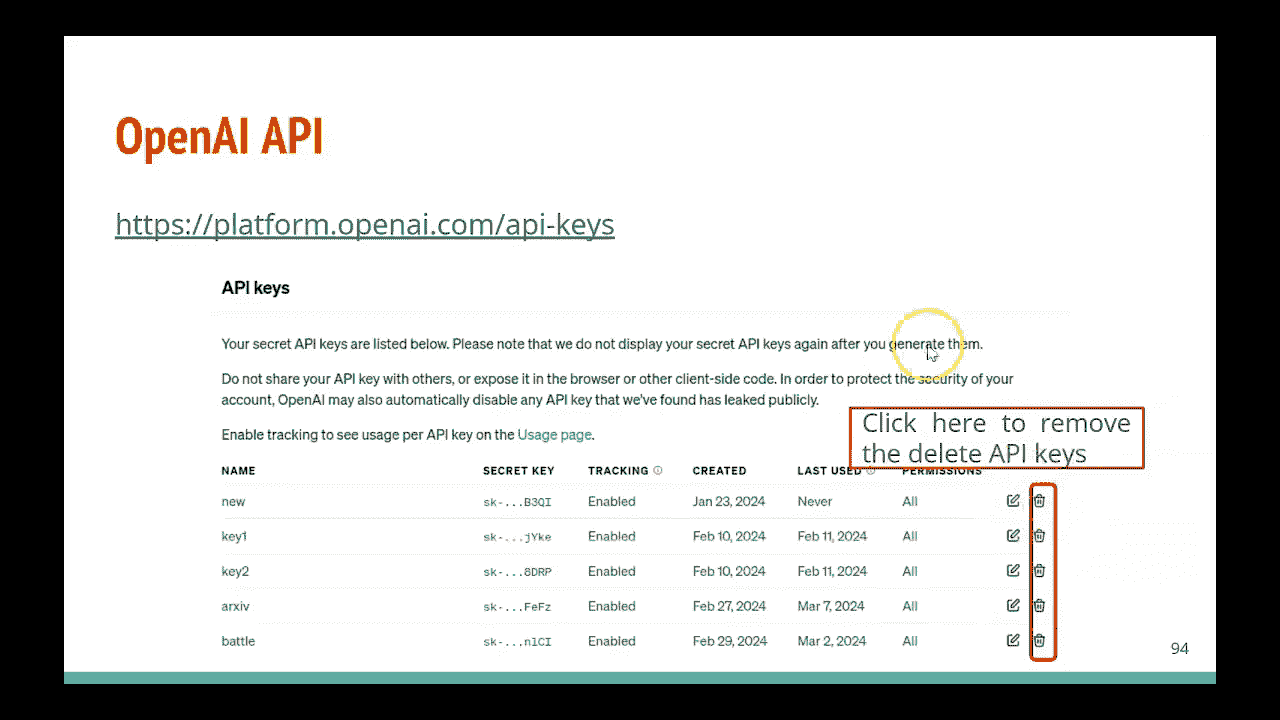 OpenAI API
https://platform.openai.com/api-keys
API keys
Your secret API keys are listed below. Please note that we do not display your secret API keys again after you generate them.
Do not share your API key with others, or expose it in the browser or other client-side code. In order to protect the security of your
account, OpenAI may also automatically disable any API key that we've found has leaked publicly.
Enable tracking to see usage per API key on the Usage page.
Click here to remove
the delete API keys
NAME SECRET KEY TRACKING CREATED LAST USED PERMISSIONS
new sk-...B3QI Enabled Jan 23, 2024 Never All
key1 sk-...jYke Enabled Feb 10, 2024 Feb 11, 2024 All
key2 sk-...8DRP Enabled Feb 10, 2024 Feb 11, 2024 All
arxiv sk-...FeFz Enabled Feb 27, 2024 Mar 7, 2024 All
battle sk-...nlCI Enabled Feb 29, 2024 Mar 2, 2024 All
94